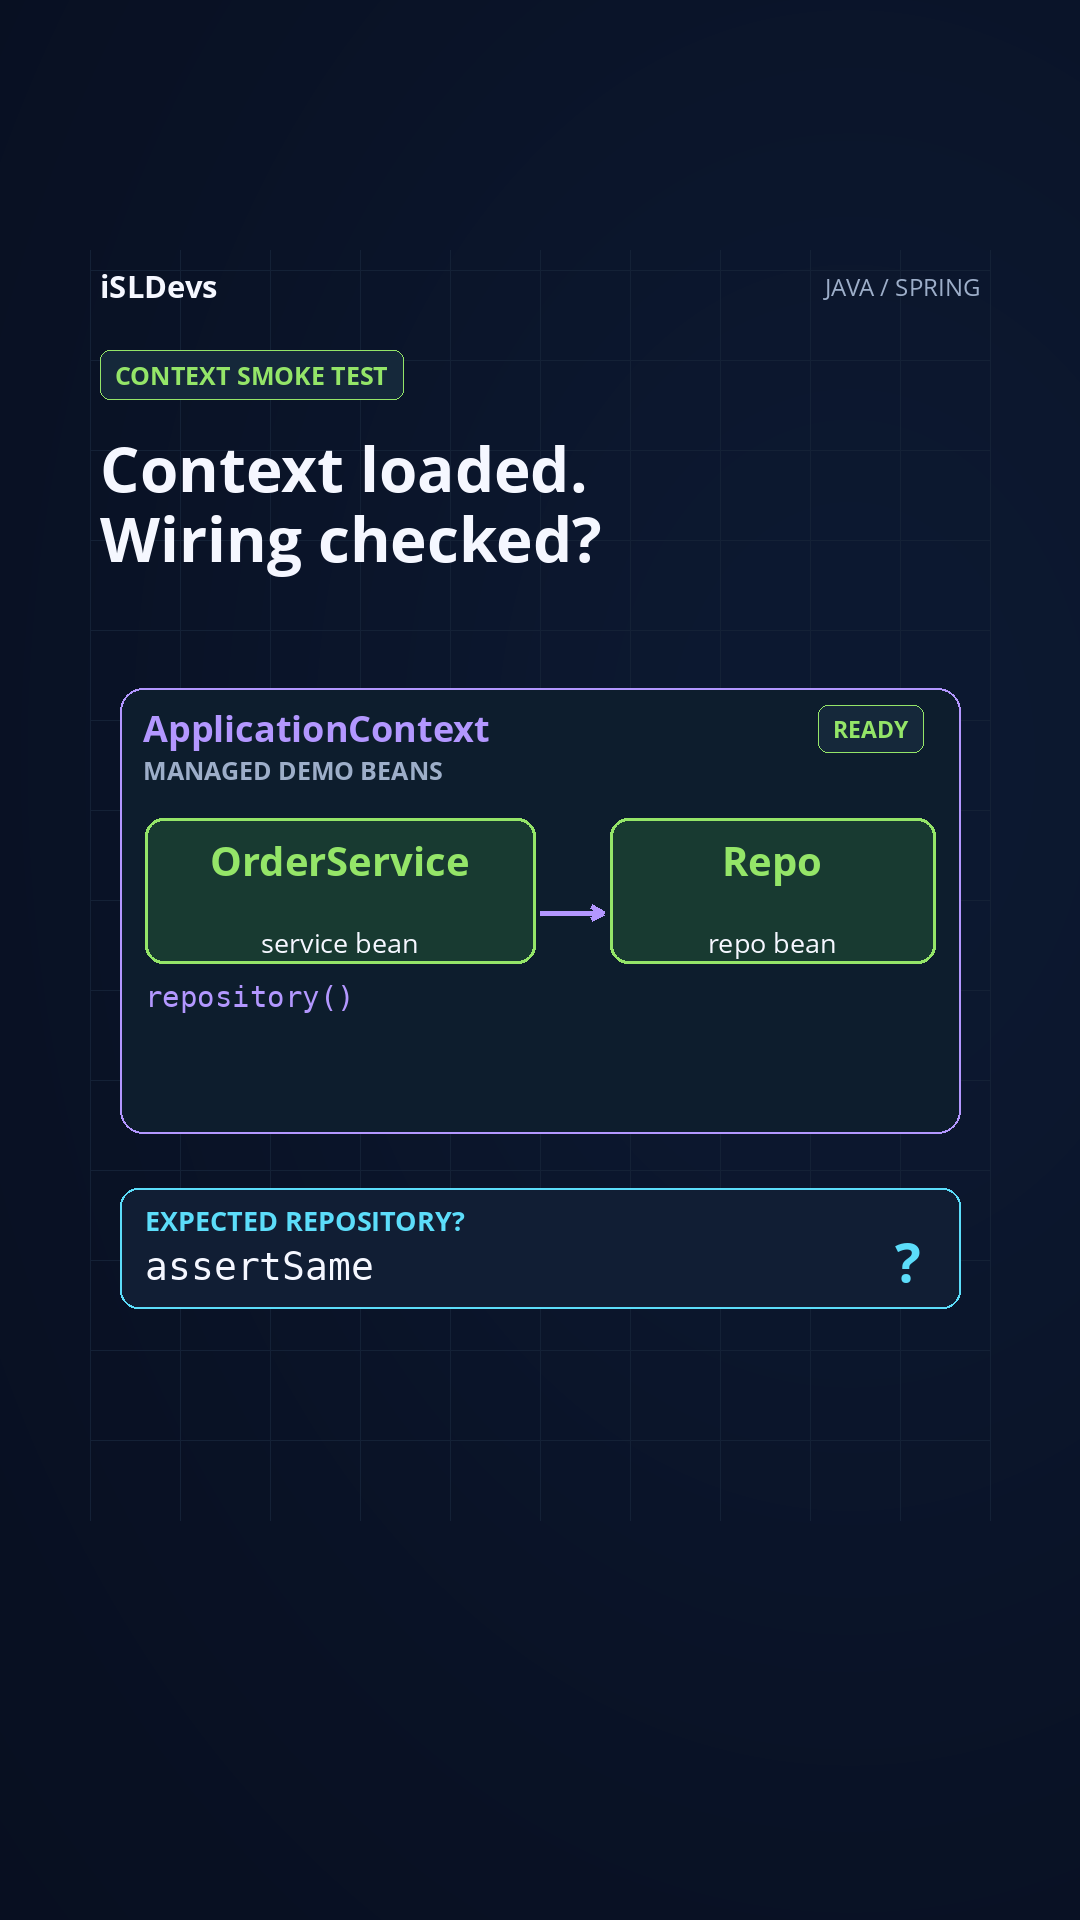 iSLDevs
JAVA / SPRING
CONTEXT SMOKE TEST
Context loaded.
Wiring checked?
ApplicationContext
READY
MANAGED DEMO BEANS
OrderService
service bean
Repo
repo bean
repository()
EXPECTED REPOSITORY?
assertSame
?